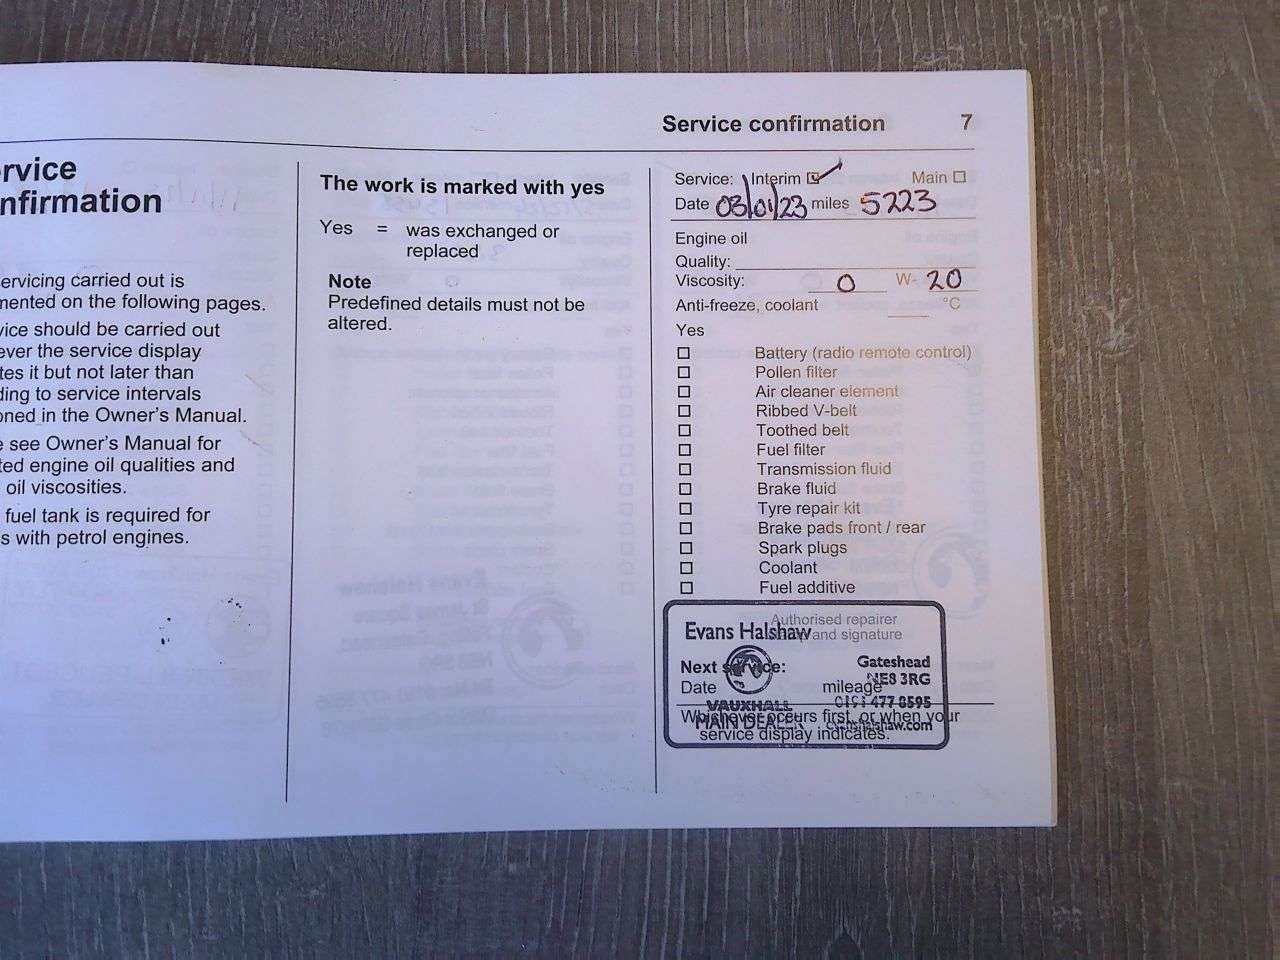 Service confirmation 7
rvice
nfirmation
ervicing carried out is
mented on the following pages.
vice should be carried out
ever the service display
tes it but not later than
ding to service intervals
oned in the Owner's Manual.
e see Owner's Manual for
ted engine oil qualities and
oil viscosities.
fuel tank is required for
s with petrol engines.
The work is marked with yes
Yes = was exchanged or
replaced
Note
Predefined details must not be
altered.
Service: Interim Main
Date 03/01/23 miles 5223
Engine oil
Quality:
Viscosity: 0 W- 20
Anti-freeze, coolant °C
Yes
Battery (radio remote control)
Pollen filter
Air cleaner element
Ribbed V-belt
Toothed belt
Fuel filter
Transmission fluid
Brake fluid
Tyre repair kit
Brake pads front / rear
Spark plugs
Coolant
Fuel additive
Authorised repairer
stamp and signature
Evans Halshaw
Next service:
Date mileage
Whichever occurs first, or when your
service display indicates.
Gateshead
NE8 3RG
0191 477 8595
VAUXHALL
MAIN DEALER
evanshalshaw.com